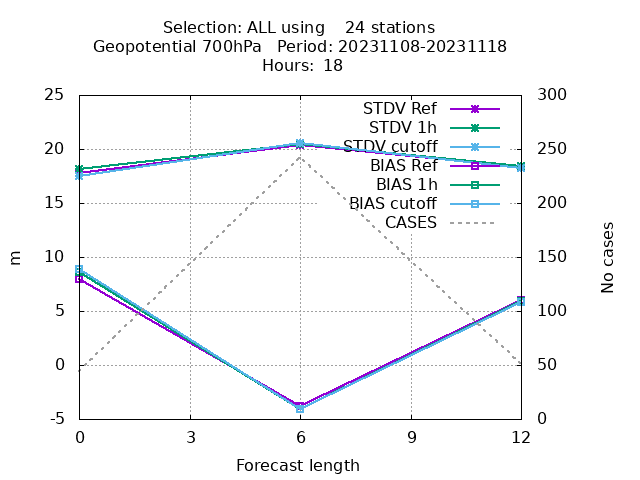 Selection: ALL using    24 stations
Geopotential 700hPa   Period: 20231108-20231118
Hours: 18
25
20
15
10
5
0
-5
m
300
250
200
150
100
50
0
No cases
STDV Ref
STDV 1h
STDV cutoff
BIAS Ref
BIAS 1h
BIAS cutoff
CASES
0 3 6 9 12
Forecast length